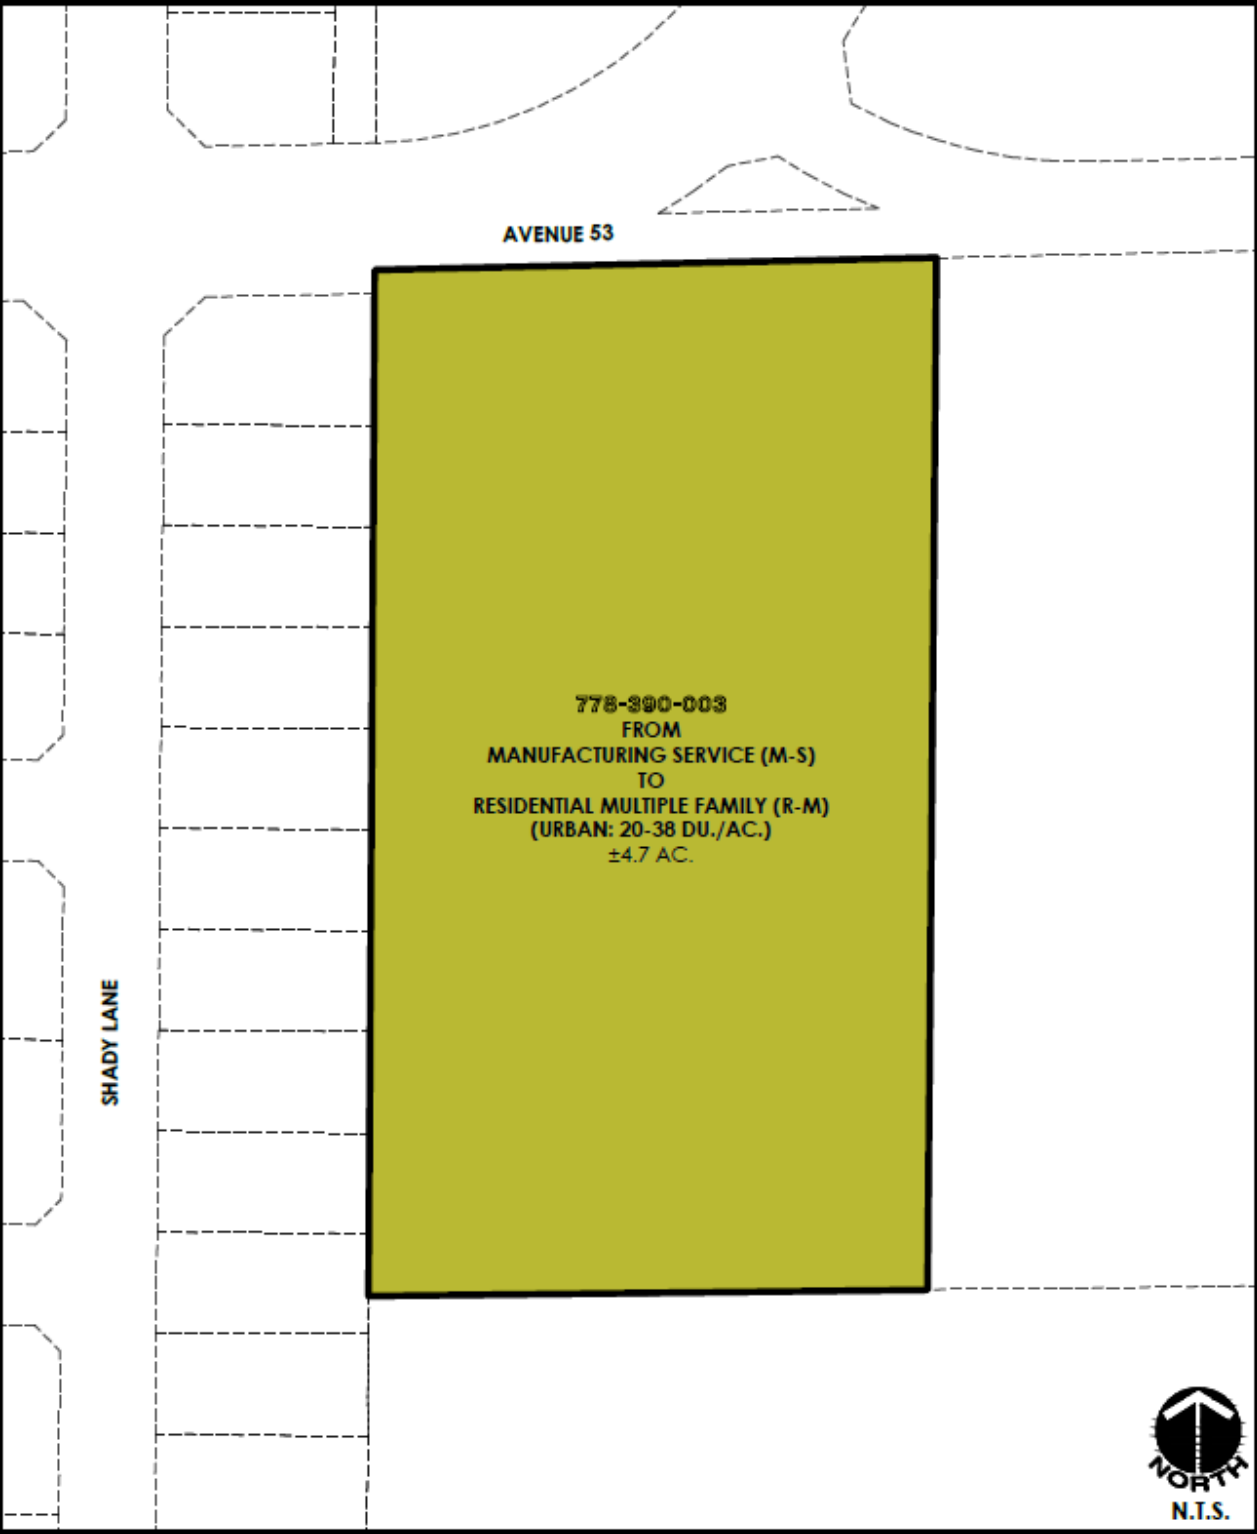 AVENUE 53
778-390-003
FROM
MANUFACTURING SERVICE (M-S)
TO
RESIDENTIAL MULTIPLE FAMILY (R-M)
(URBAN: 20-38 DU./AC.)
±4.7 AC.
SHADY LANE
NORTH
N.T.S.